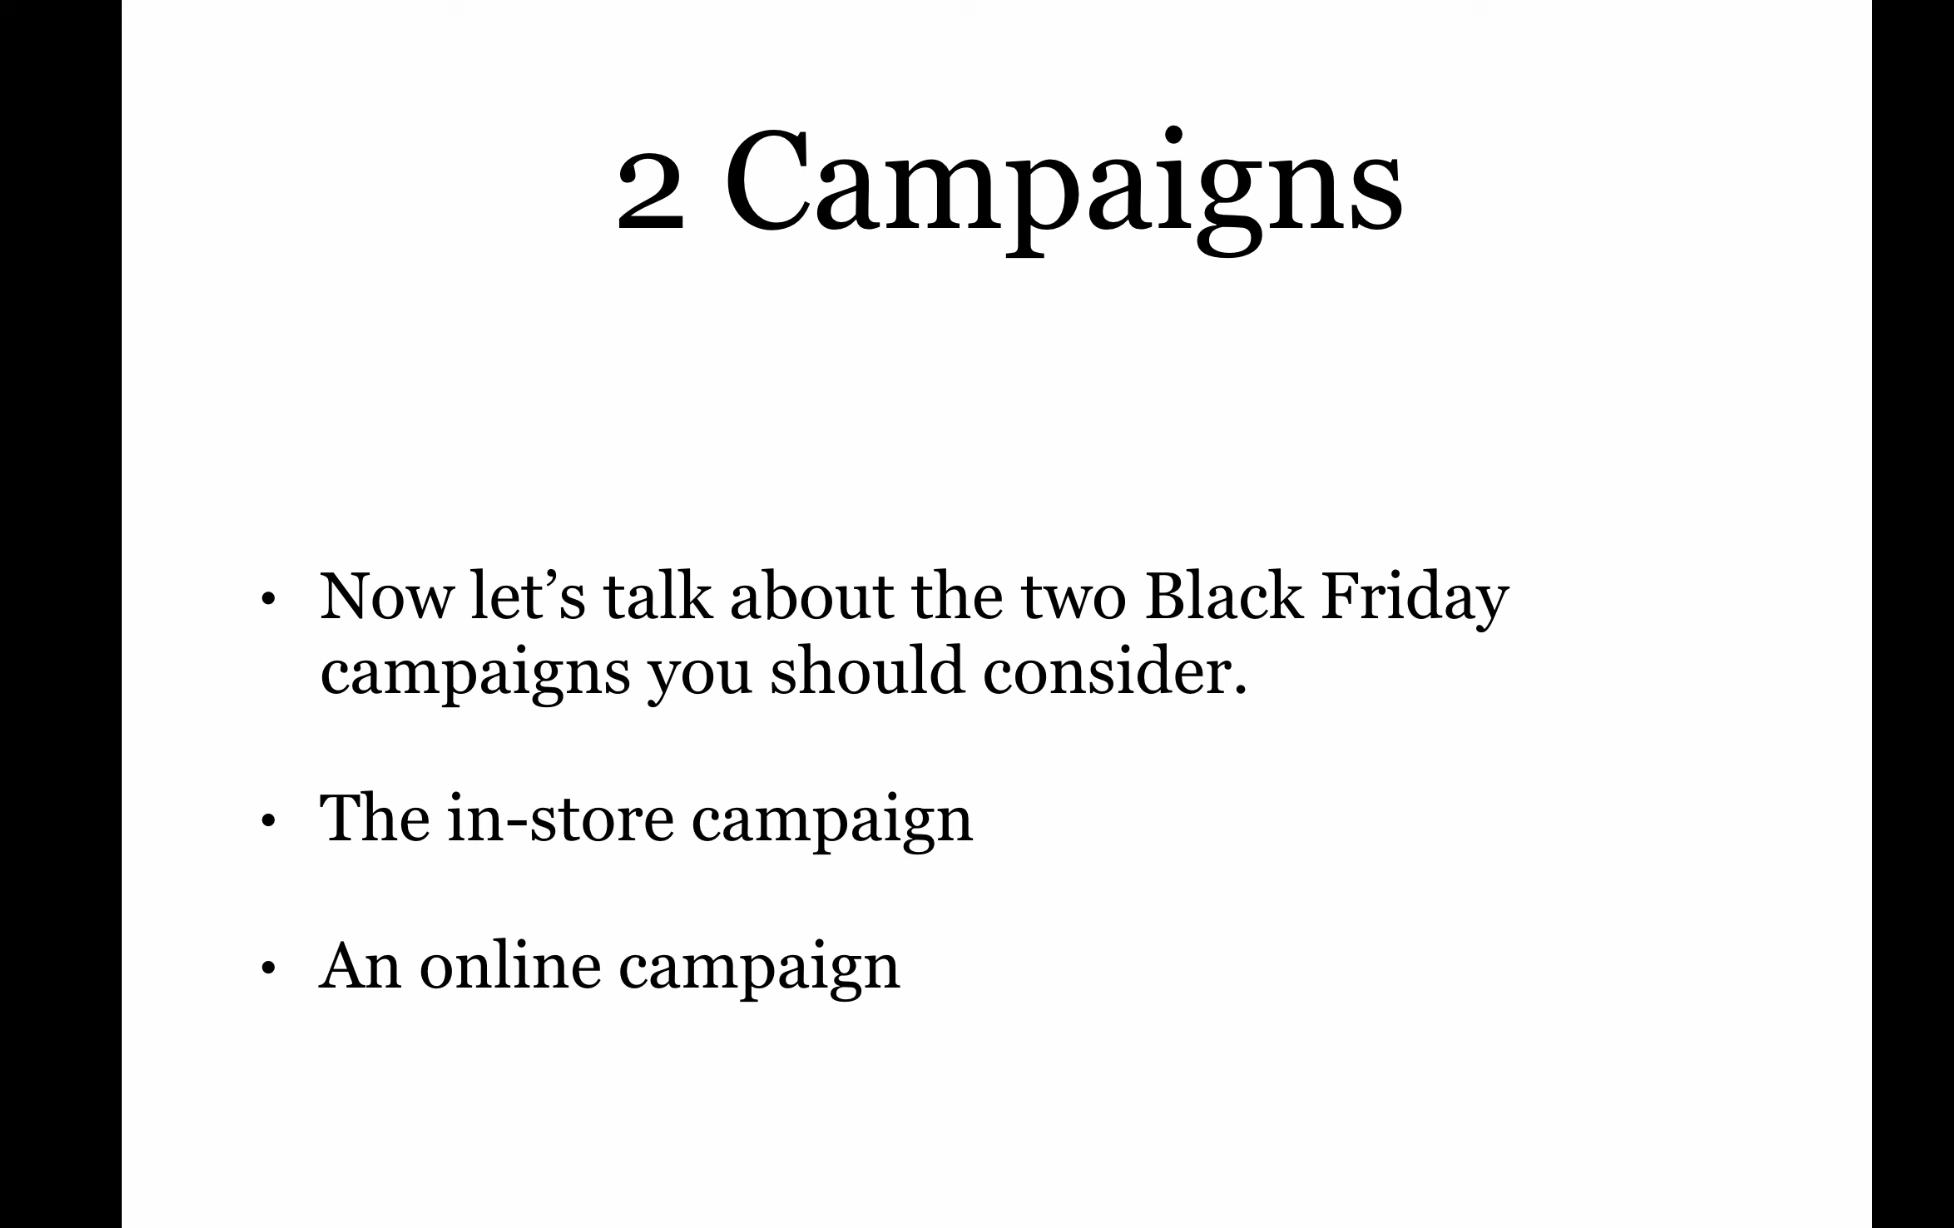 2 Campaigns
• Now let’s talk about the two Black Friday
campaigns you should consider.
• The in-store campaign
• An online campaign